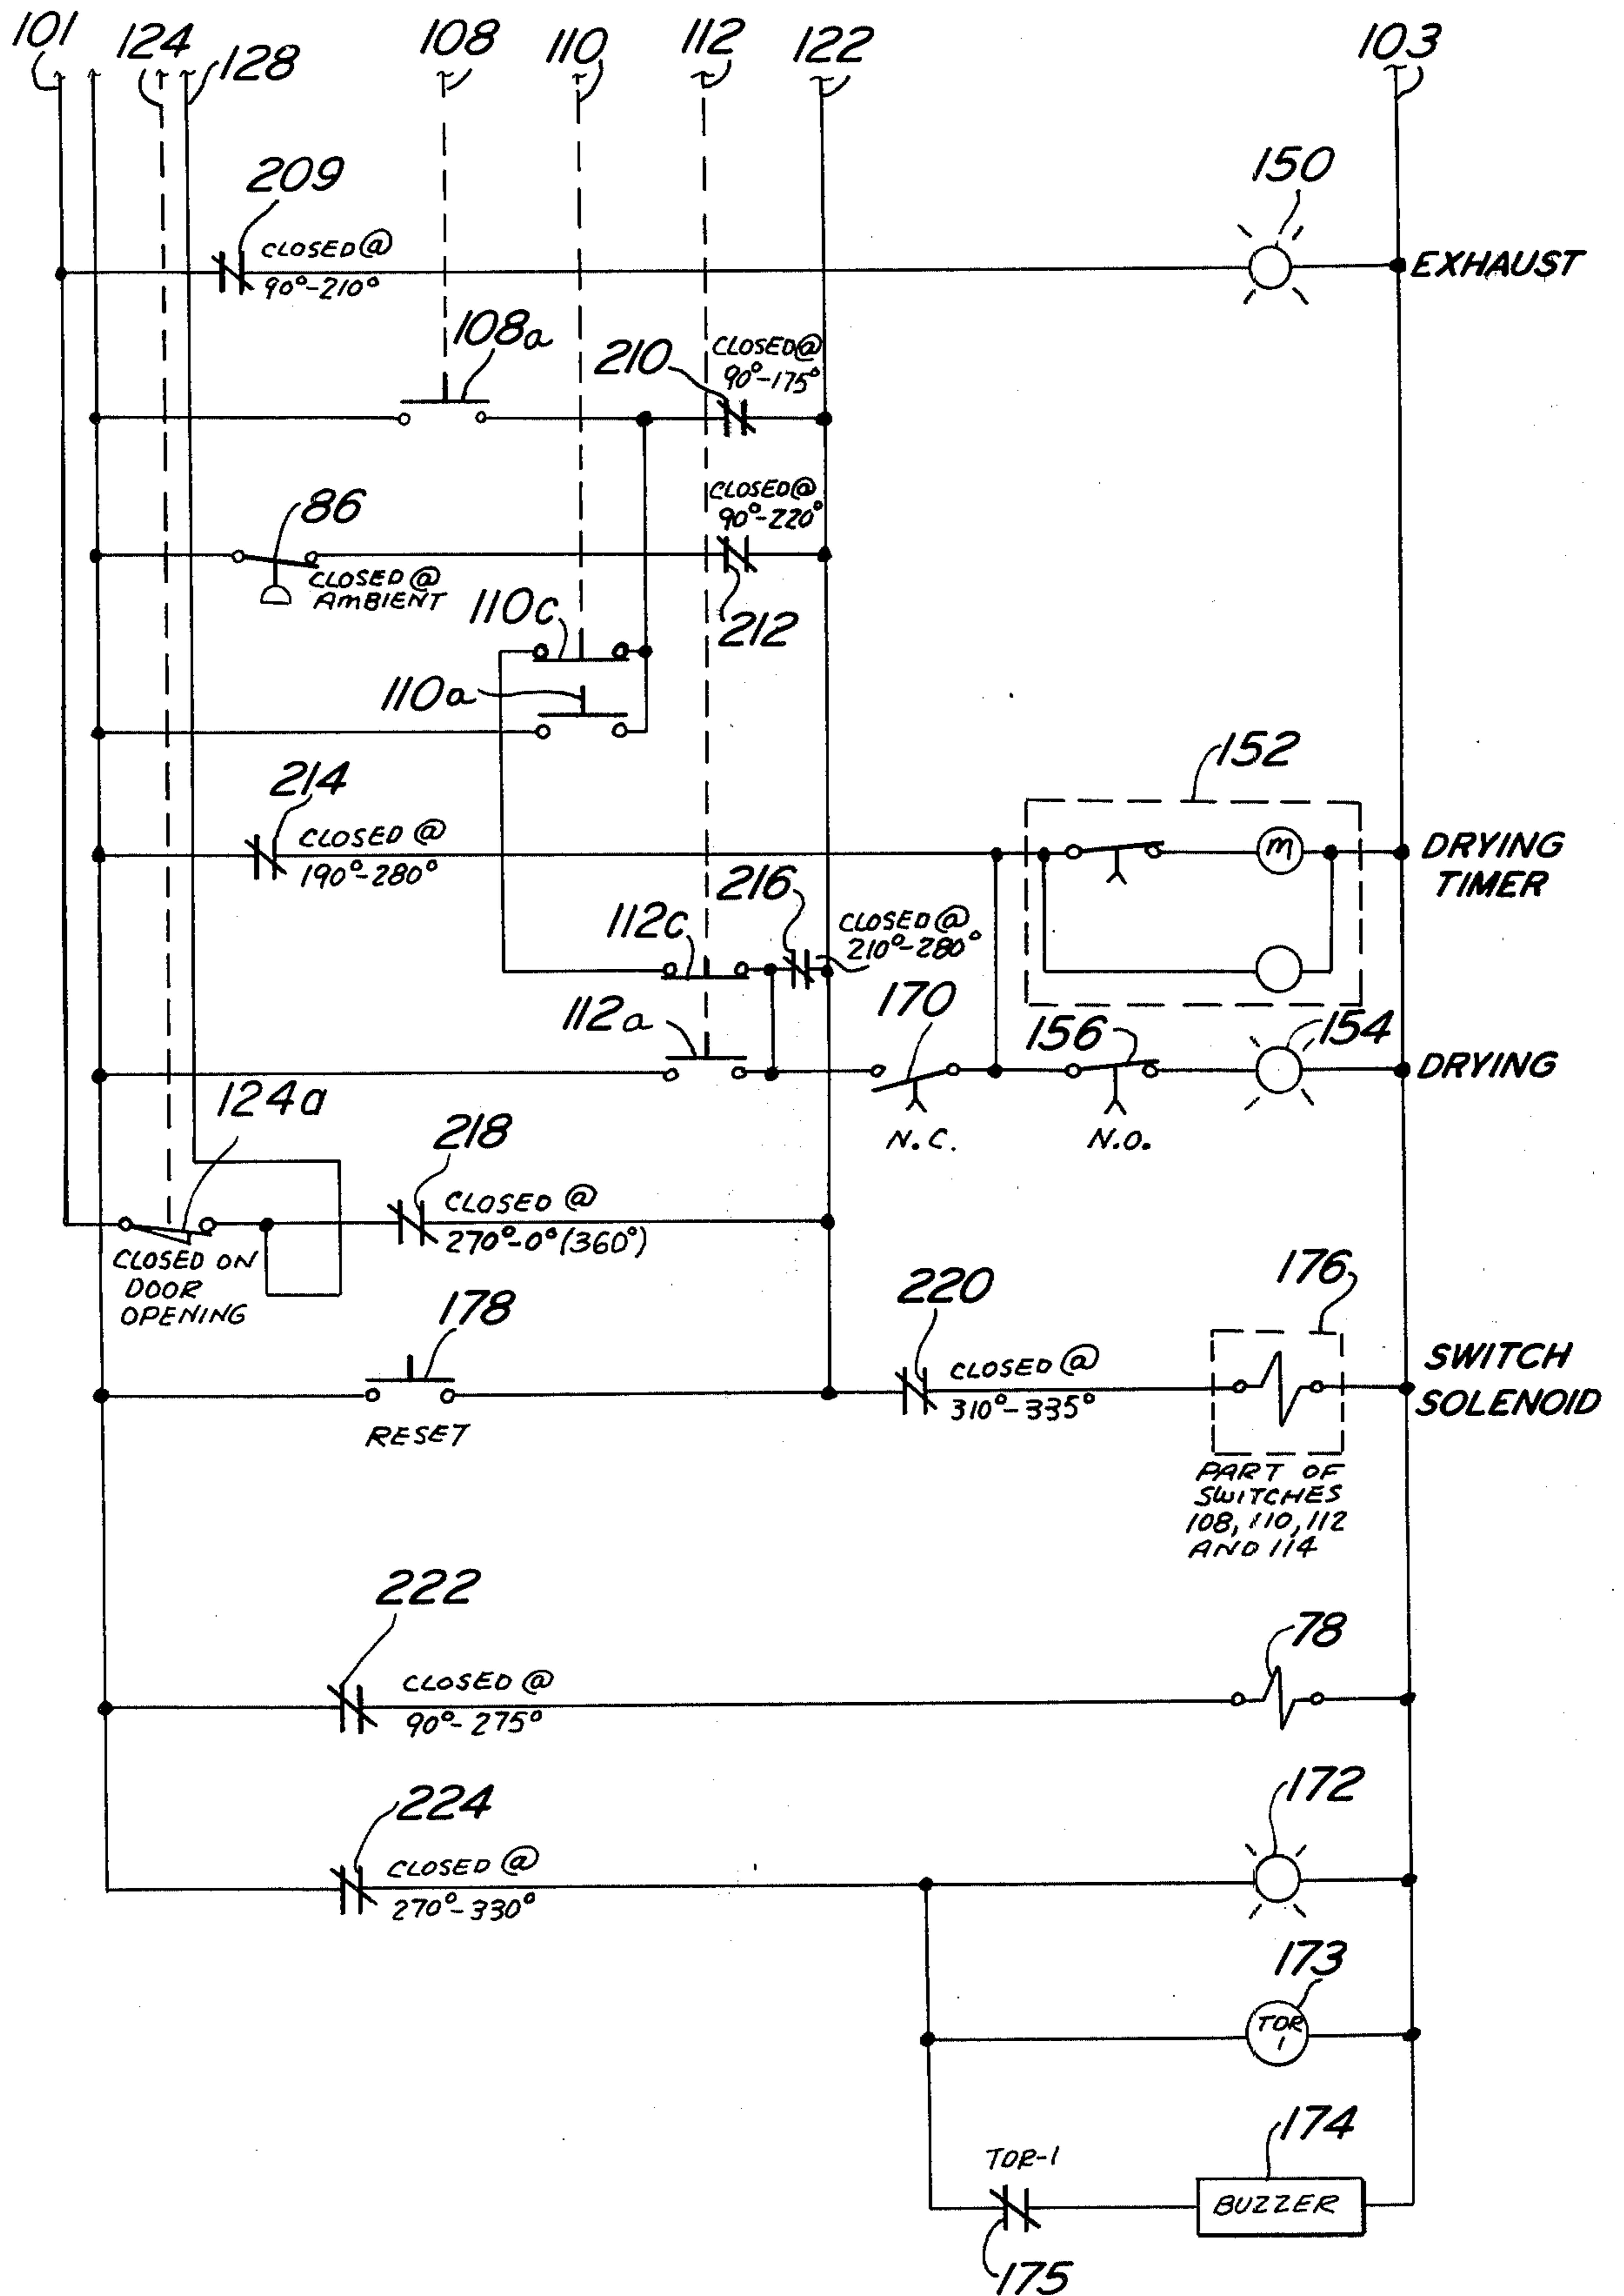 101
124
128
108
110
112
122
103
209
CLOSED @
90°-210°
150
EXHAUST
108a
210
CLOSED @
90°-175°
86
CLOSED @
AMBIENT
CLOSED @
90°-220°
212
110c
110a
214
CLOSED @
190°-280°
152
M
DRYING
TIMER
216
CLOSED @
210°-280°
112c
112a
170
N.C.
156
N.O.
154
DRYING
124a
CLOSED ON
DOOR
OPENING
218
CLOSED @
270°-0°(360°)
178
RESET
220
CLOSED @
310°-335°
176
SWITCH
SOLENOID
PART OF
SWITCHES
108, 110, 112
AND 114
222
CLOSED @
90°-275°
78
224
CLOSED @
270°-330°
172
173
TOR
1
TOR-1
175
174
BUZZER